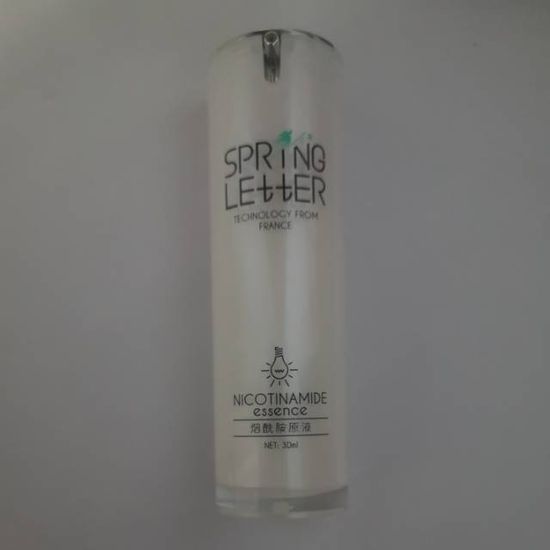 SPRING
LETTER
TECHNOLOGY FROM
FRANCE
NICOTINAMIDE
essence
烟酰胺原液
NET: 30ml